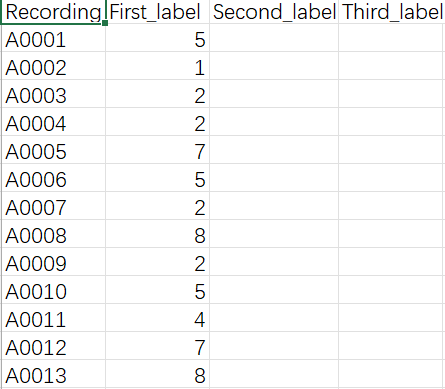 Recording First_label Second_label Third_label
A0001 5
A0002 1
A0003 2
A0004 2
A0005 7
A0006 5
A0007 2
A0008 8
A0009 2
A0010 5
A0011 4
A0012 7
A0013 8